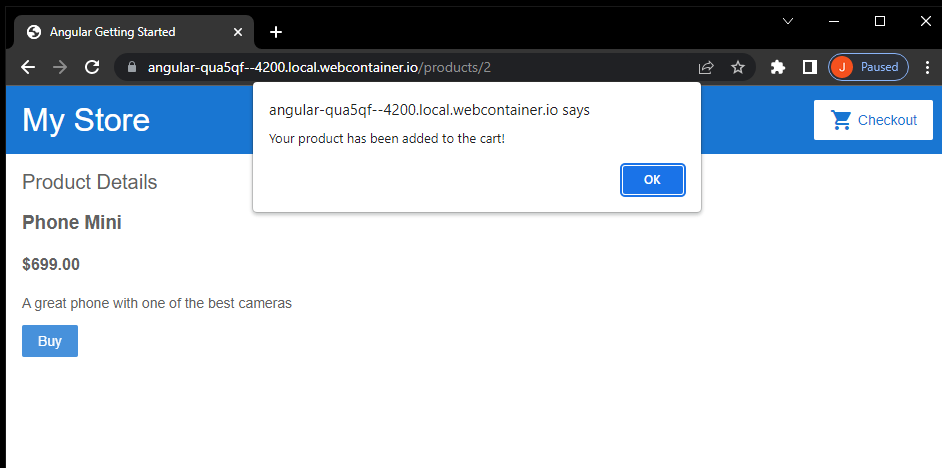 Angular Getting Started
angular-qua5qf--4200.local.webcontainer.io/products/2
J Paused
angular-qua5qf--4200.local.webcontainer.io says
Your product has been added to the cart!
OK
My Store
Checkout
Product Details
Phone Mini
$699.00
A great phone with one of the best cameras
Buy